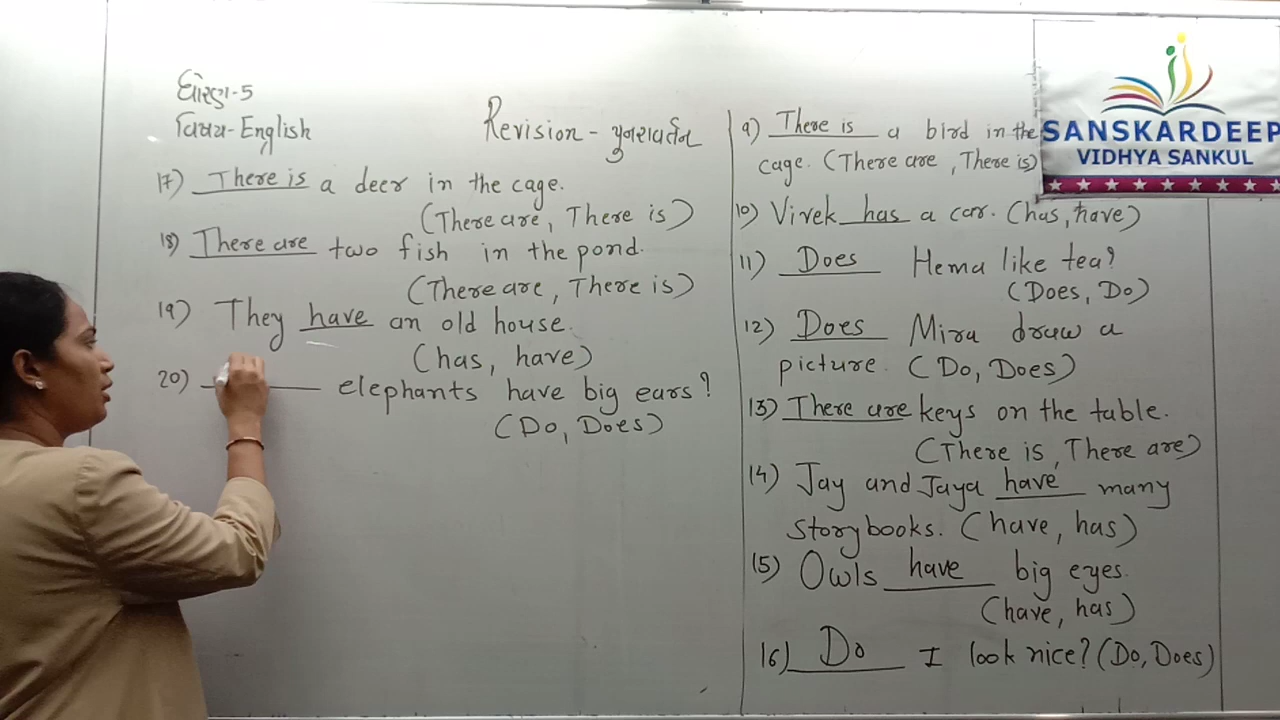 ધોરણ-5
વિષય-English
Revision - પુનરાવર્તન
17) There is a deer in the cage.
(There are, There is)
18) There are two fish in the pond.
(There are, There is)
19) They have an old house.
(has, have)
20) ________ elephants have big ears?
(Do, Does)
9) There is a bird in the
cage. (There are, There is)
10) Vivek has a car. (has, have)
11) Does Hema like tea?
(Does, Do)
12) Does Mira draw a
picture. (Do, Does)
13) There are keys on the table.
(There is, There are)
14) Jay and Jaya have many
storybooks. (have, has)
15) Owls have big eyes.
(have, has)
16) Do I look nice? (Do, Does)
SANSKARDEEP
VIDHYA SANKUL